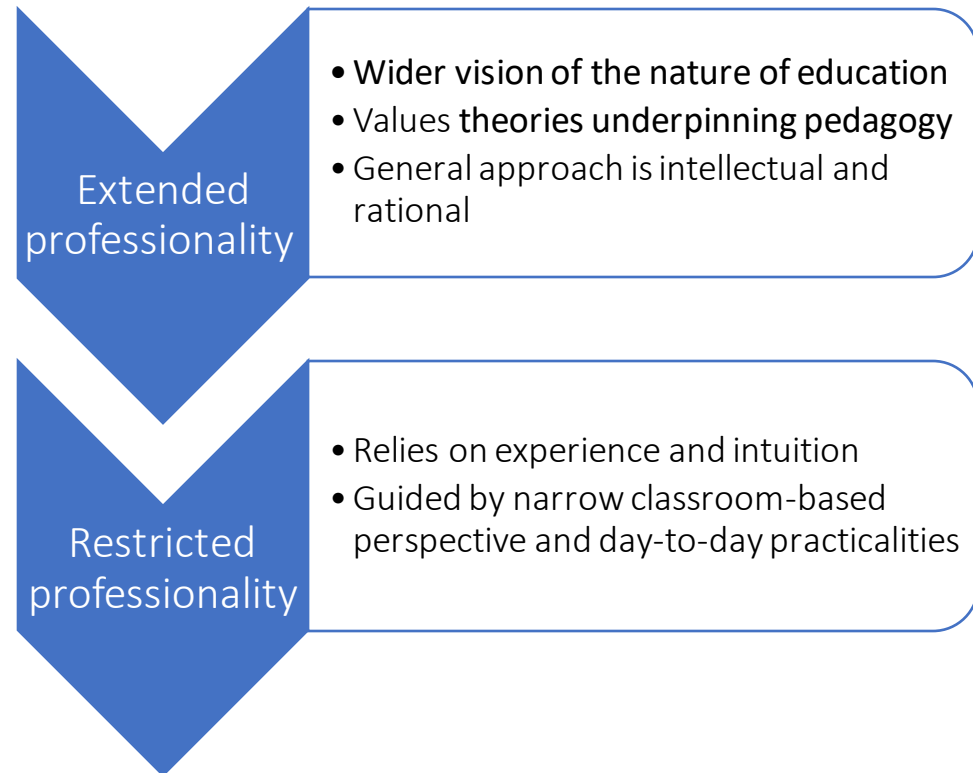 Extended
professionality
• Wider vision of the nature of education
• Values theories underpinning pedagogy
• General approach is intellectual and
rational
Restricted
professionality
• Relies on experience and intuition
• Guided by narrow classroom-based
perspective and day-to-day practicalities